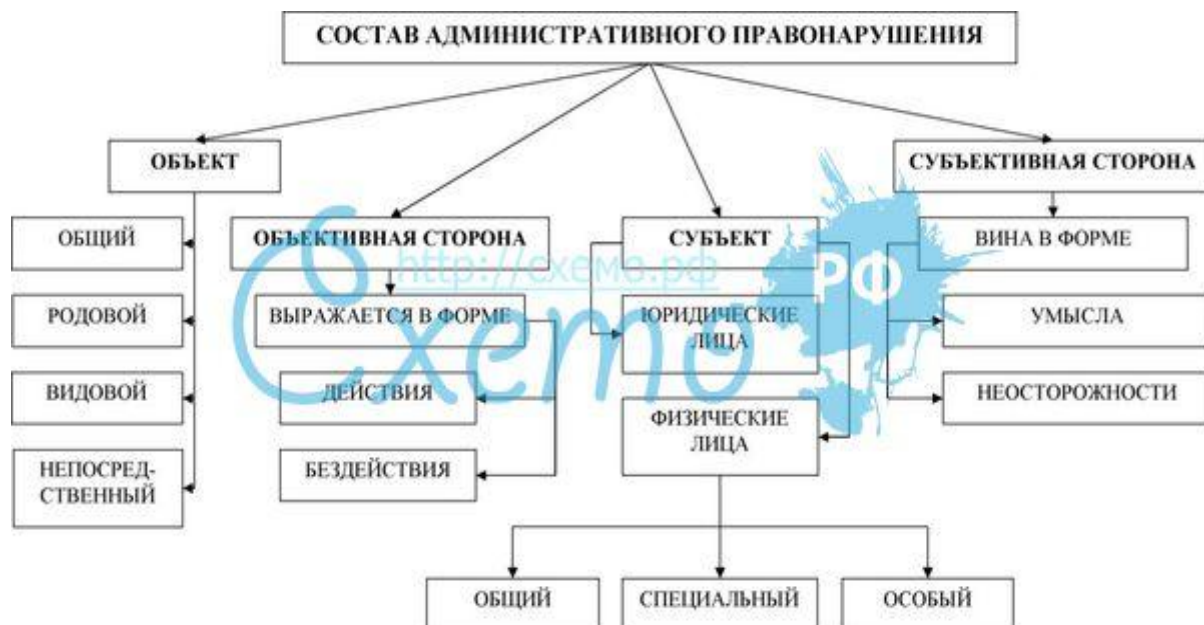 СОСТАВ АДМИНИСТРАТИВНОГО ПРАВОНАРУШЕНИЯ
ОБЪЕКТ
ОБЩИЙ
РОДОВОЙ
ВИДОВОЙ
НЕПОСРЕД-
СТВЕННЫЙ
ОБЪЕКТИВНАЯ СТОРОНА
ВЫРАЖАЕТСЯ В ФОРМЕ
ДЕЙСТВИЯ
БЕЗДЕЙСТВИЯ
СУБЪЕКТ
ЮРИДИЧЕСКИЕ
ЛИЦА
ФИЗИЧЕСКИЕ
ЛИЦА
ОБЩИЙ
СПЕЦИАЛЬНЫЙ
ОСОБЫЙ
СУБЪЕКТИВНАЯ СТОРОНА
ВИНА В ФОРМЕ
УМЫСЛА
НЕОСТОРОЖНОСТИ
Схемо
http://схемо.рф
РФ